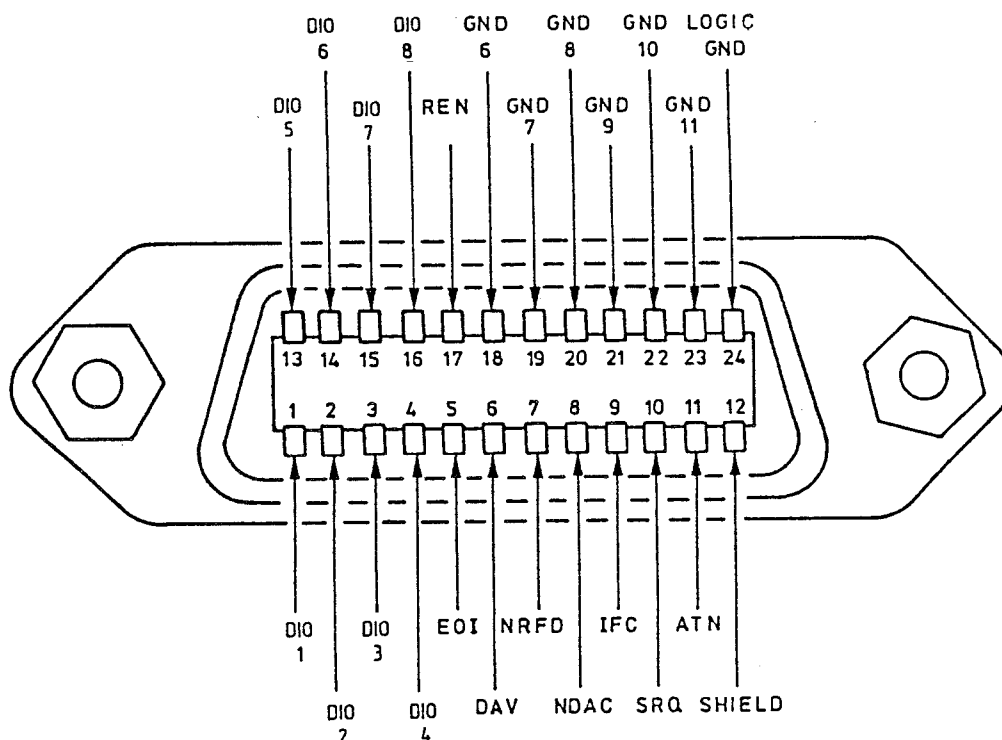 DIO DIO GND GND GND LOGIC
6 8 6 8 10 GND
DIO DIO REN GND GND GND
5 7 7 9 11
13 14 15 16 17 18 19 20 21 22 23 24
1 2 3 4 5 6 7 8 9 10 11 12
DIO DIO EOI NRFD IFC ATN
1 3
DIO DIO DAV NDAC SRQ SHIELD
2 4